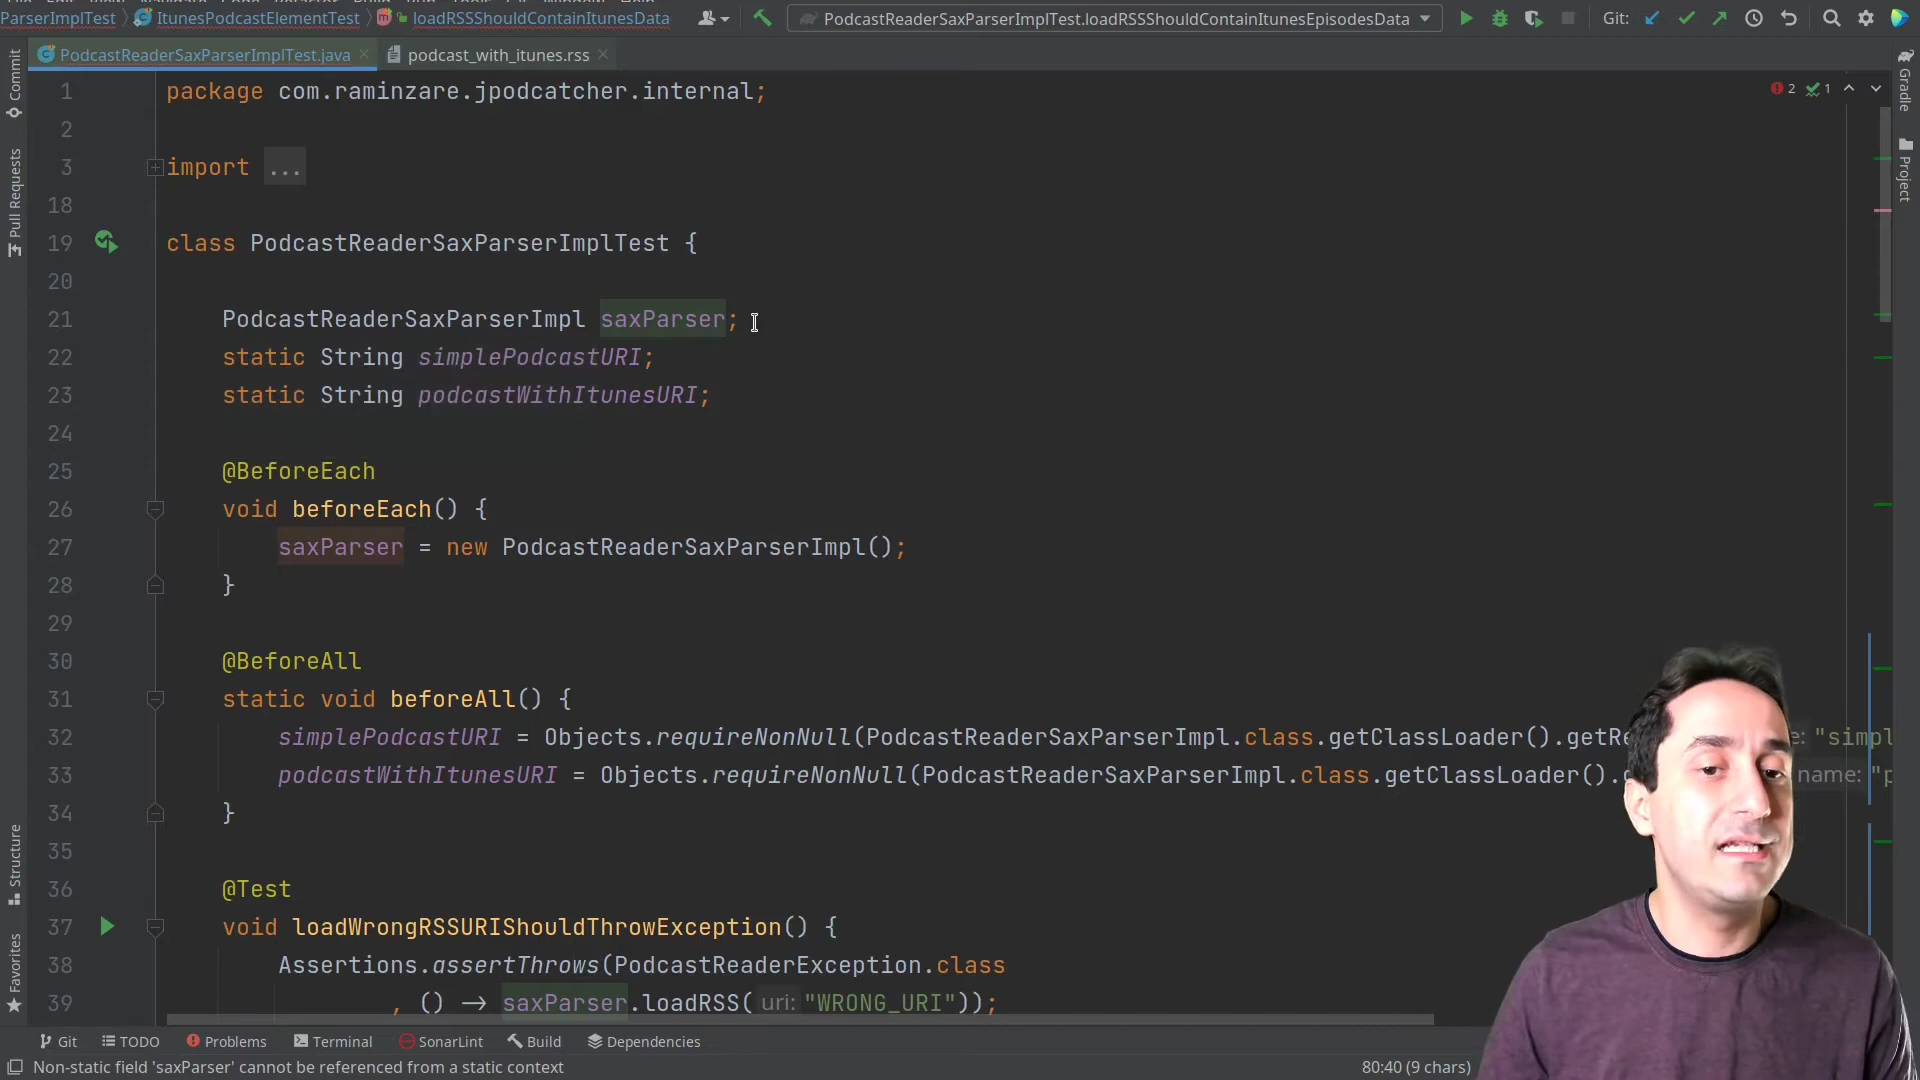 ParserImplTest ItunesPodcastElementTest loadRSSShouldContainItunesData PodcastReaderSaxParserImplTest.loadRSSShouldContainItunesEpisodesData Git:
PodcastReaderSaxParserImplTest.java podcast_with_itunes.rss
Commit
Pull Requests
Structure
Favorites
Gradle
Project
2 1
1 package com.raminzare.jpodcatcher.internal;
2
3 import ...
18
19 class PodcastReaderSaxParserImplTest {
20
21 PodcastReaderSaxParserImpl saxParser;
22 static String simplePodcastURI;
23 static String podcastWithItunesURI;
24
25 @BeforeEach
26 void beforeEach() {
27 saxParser = new PodcastReaderSaxParserImpl();
28 }
29
30 @BeforeAll
31 static void beforeAll() {
32 simplePodcastURI = Objects.requireNonNull(PodcastReaderSaxParserImpl.class.getClassLoader().getRe e: "simpl
33 podcastWithItunesURI = Objects.requireNonNull(PodcastReaderSaxParserImpl.class.getClassLoader(). name: "p
34 }
35
36 @Test
37 void loadWrongRSSURIShouldThrowException() {
38 Assertions.assertThrows(PodcastReaderException.class
39 , () -> saxParser.loadRSS( uri: "WRONG_URI"));
Git TODO Problems Terminal SonarLint Build Dependencies
Non-static field 'saxParser' cannot be referenced from a static context 80:40 (9 chars)